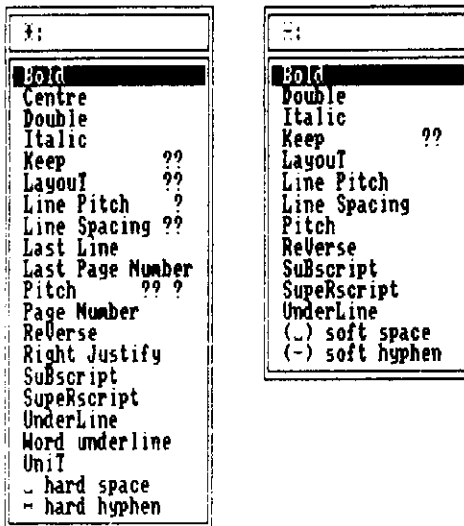 +:
Bold
Centre
Double
Italic
Keep ??
LayouT ??
Line Pitch ?
Line Spacing ??
Last Line
Last Page Number
Pitch ?? ?
Page Number
ReVerse
Right Justify
SuBscript
SupeRscript
UnderLine
Word underline
UniT
␣ hard space
- hard hyphen
-:
Bold
Double
Italic
Keep ??
LayouT
Line Pitch
Line Spacing
Pitch
ReVerse
SuBscript
SupeRscript
UnderLine
(␣) soft space
(-) soft hyphen